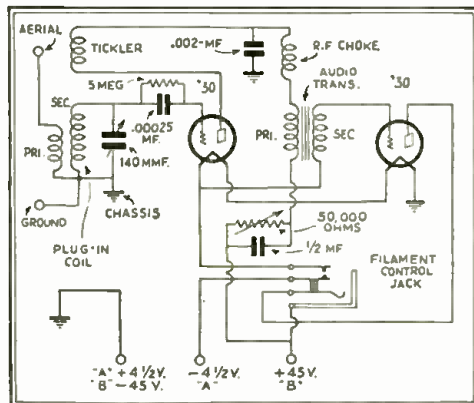 AERIAL
TICKLER
.002-MF.
R.F. CHOKE
5 MEG
'30
AUDIO
TRANS.
'30
SEC.
.00025
MF.
PRI.
140 MMF.
PRI.
SEC
GROUND
CHASSIS
PLUG-IN
COIL
50,000
OHMS
1/2 MF
FILAMENT
CONTROL
JACK
"A" + 4 1/2 V.
"B" - 45 V.
- 4 1/2 V.
"A"
+ 45 V.
"B"